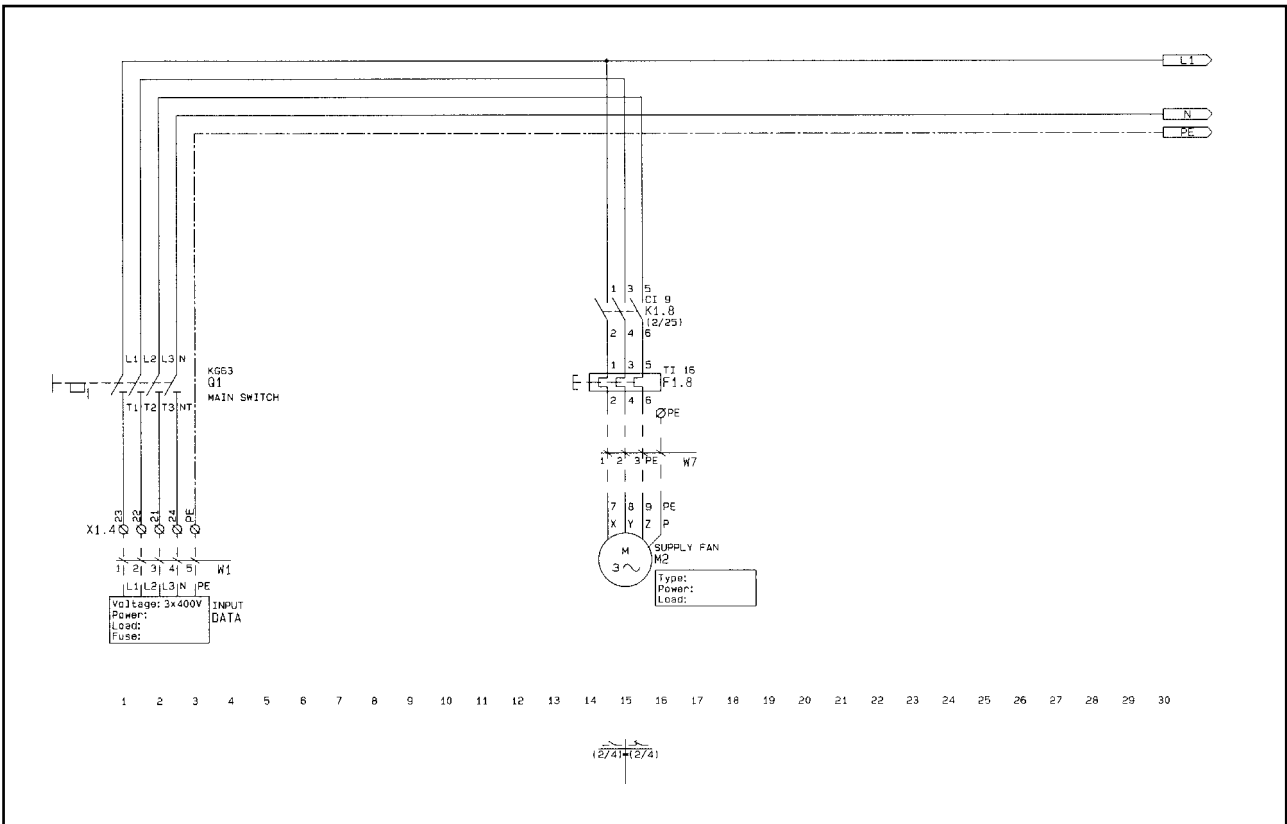 L1
N
PE
1 3 5
CI 9
K1.8
(2/25)
2 4 6
L1 L2 L3 N
KG63
Q1
MAIN SWITCH
T1 T2 T3 NT
1 3 5
TI 16
F1.8
2 4 6
PE
1 2 3 PE W7
23 22 21 24 PE
X1.4
7 8 9 PE
X Y Z P
M
3
SUPPLY FAN
M2
Type:
Power:
Load:
1 2 3 4 5 W1
L1 L2 L3 N PE
Voltage: 3x400V
Power:
Load:
Fuse:
INPUT
DATA
1 2 3 4 5 6 7 8 9 10 11 12 13 14 15 16 17 18 19 20 21 22 23 24 25 26 27 28 29 30
(2/4) (2/4)